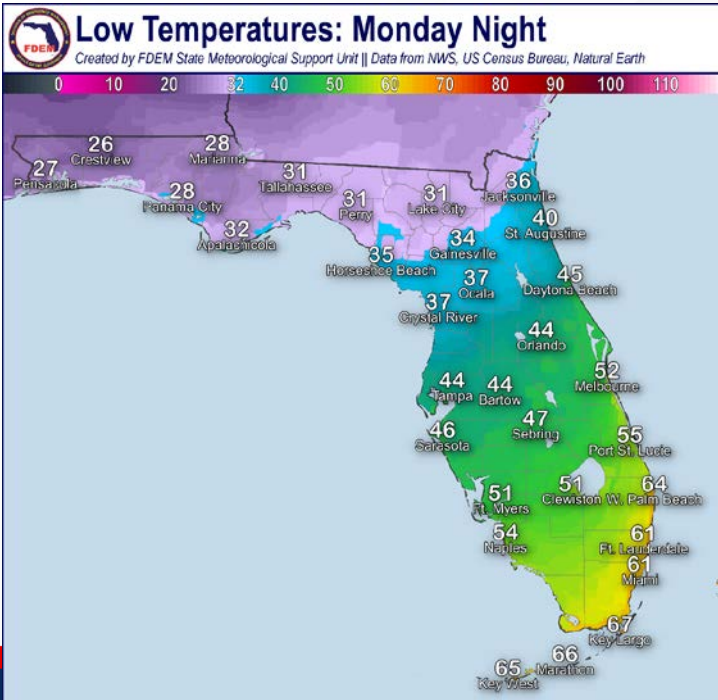 Low Temperatures: Monday Night
Created by FDEM State Meteorological Support Unit || Data from NWS, US Census Bureau, Natural Earth
FDEM
0 10 20 32 40 50 60 70 80 90 100 110
26
Crestview
28
Marianna
27
Pensacola
28
Panama City
31
Tallahassee
31
Perry
31
Lake City
36
Jacksonville
32
Apalachicola
40
St. Augustine
34
Gainesville
35
Horseshoe Beach
37
Ocala
45
Daytona Beach
37
Crystal River
44
Orlando
52
Melbourne
44
Tampa
44
Bartow
47
Sebring
46
Sarasota
55
Port St. Lucie
51
Ft. Myers
51
Clewiston
64
W. Palm Beach
54
Naples
61
Ft. Lauderdale
61
Miami
67
Key Largo
66
Marathon
65
Key West